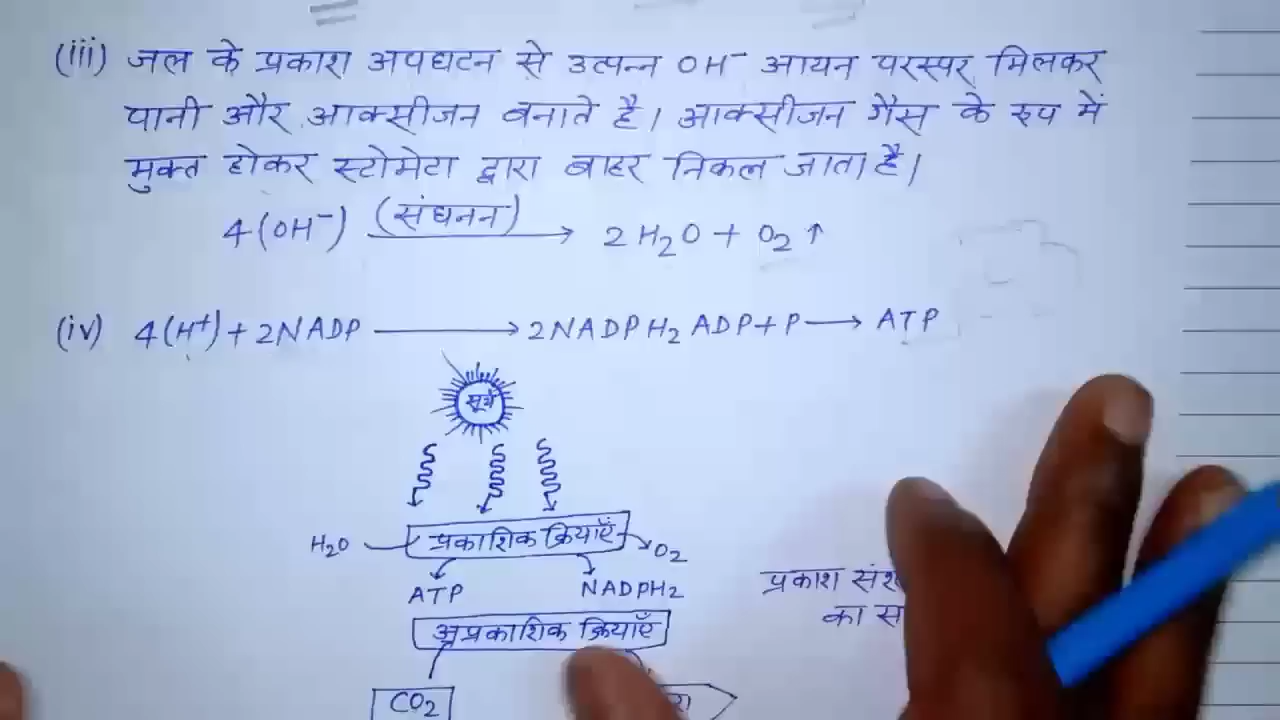 (iii) जल के प्रकाश अपघटन से उत्पन्न OH⁻ आयन परस्पर मिलकर
पानी और आक्सीजन बनाते है। आक्सीजन गैस के रूप में
मुक्त होकर स्टोमेटा द्वारा बाहर निकल जाता है।
4(OH⁻) (संघनन) → 2H₂O + O₂ ↑
(iv) 4(H⁺) + 2NADP → 2NADPH₂ ADP+P → ATP
सूर्य
H₂O प्रकाशिक क्रियाएँ O₂
ATP NADPH₂
प्रकाश
का
अप्रकाशिक क्रियाएँ
CO₂